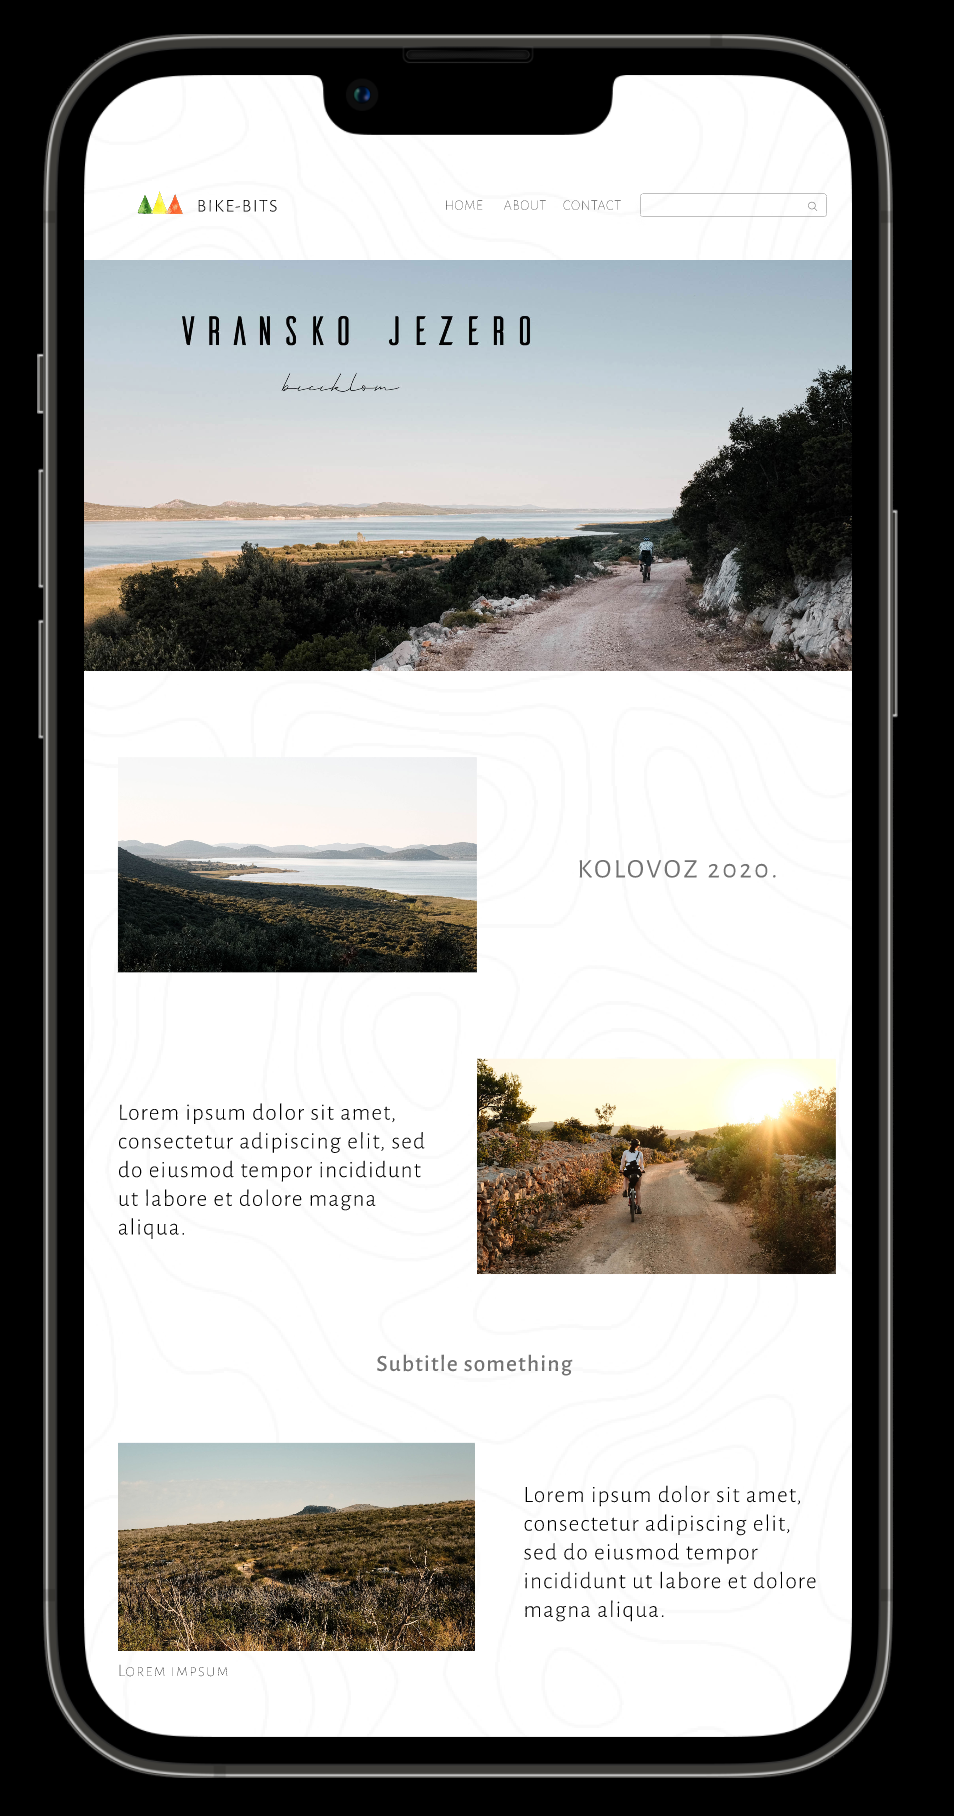 BIKE-BITS
HOME ABOUT CONTACT
VRANSKO JEZERO
biciklom
KOLOVOZ 2020.
Lorem ipsum dolor sit amet,
consectetur adipiscing elit, sed
do eiusmod tempor incididunt
ut labore et dolore magna
aliqua.
Subtitle something
Lorem ipsum dolor sit amet,
consectetur adipiscing elit,
sed do eiusmod tempor
incididunt ut labore et dolore
magna aliqua.
LOREM IMPSUM